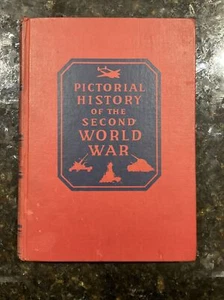 PICTORIAL
HISTORY
OF THE
SECOND
WORLD
WAR